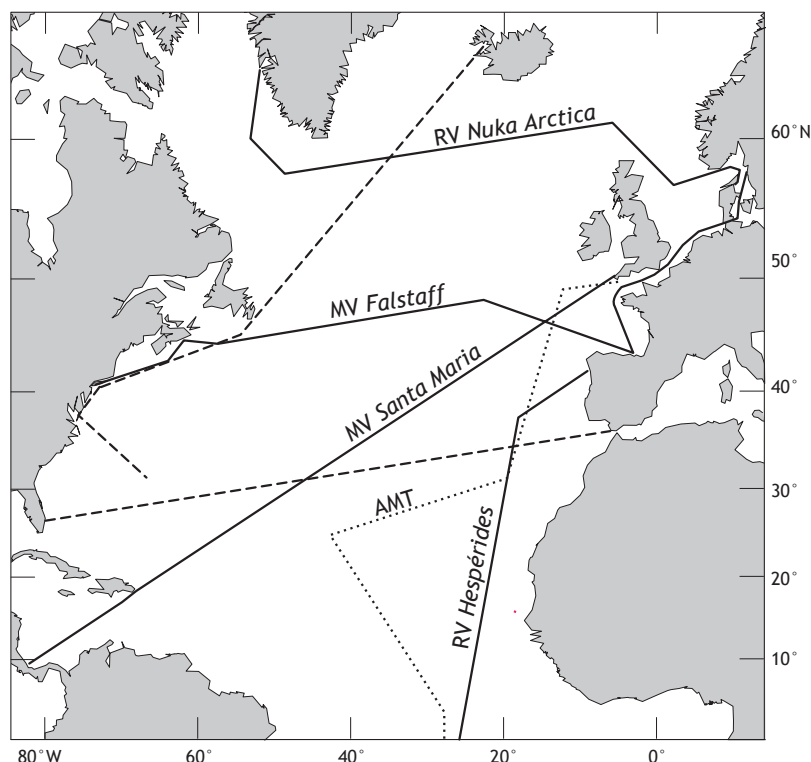 RV Nuka Arctica
60°N
50°
MV Falstaff
MV Santa Maria
40°
30°
AMT
RV Hespérides
20°
10°
80°W
60°
40°
20°
0°